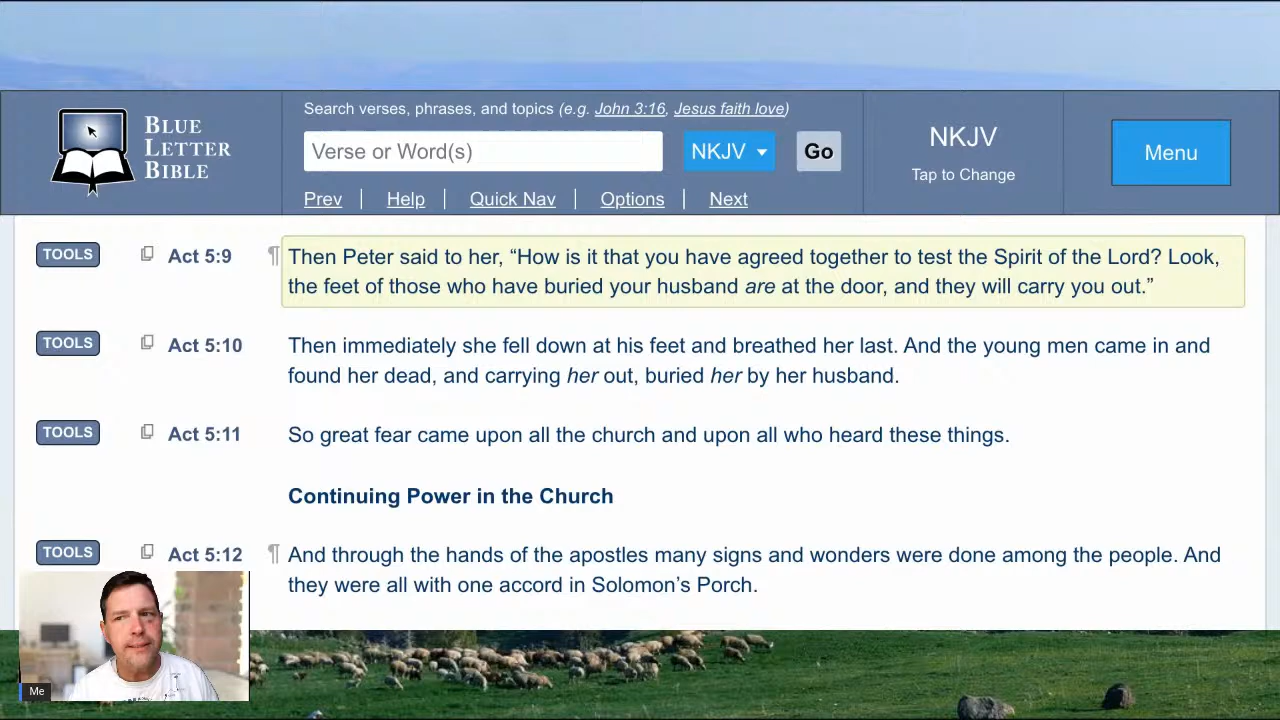 Search verses, phrases, and topics (e.g. John 3:16, Jesus faith love)
BLUE
LETTER
BIBLE
Verse or Word(s)
NKJV
Go
Prev
Help
Quick Nav
Options
Next
NKJV
Tap to Change
Menu
TOOLS
Act 5:9
¶ Then Peter said to her, “How is it that you have agreed together to test the Spirit of the Lord? Look,
the feet of those who have buried your husband are at the door, and they will carry you out.”
TOOLS
Act 5:10
Then immediately she fell down at his feet and breathed her last. And the young men came in and
found her dead, and carrying her out, buried her by her husband.
TOOLS
Act 5:11
So great fear came upon all the church and upon all who heard these things.
Continuing Power in the Church
TOOLS
Act 5:12
¶ And through the hands of the apostles many signs and wonders were done among the people. And
they were all with one accord in Solomon’s Porch.
Me